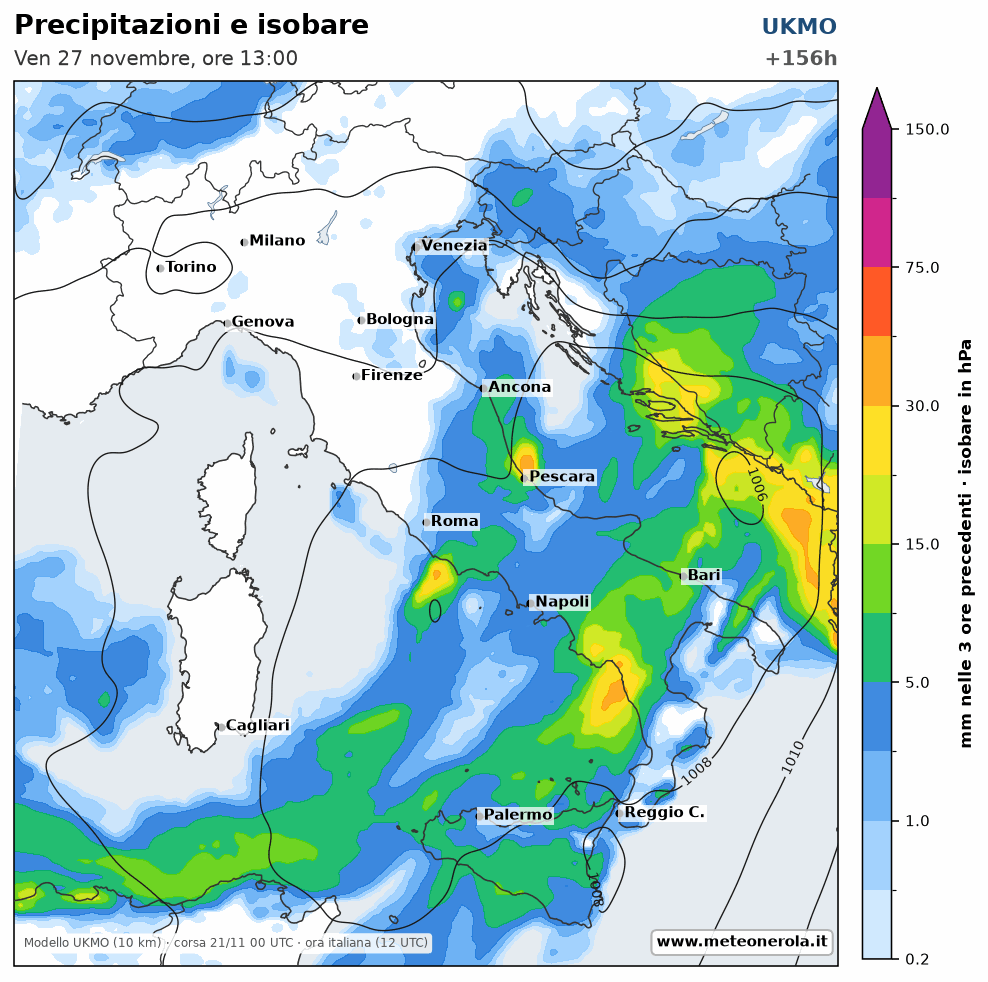 Precipitazioni e isobare
UKMO
Ven 27 novembre, ore 13:00
+156h
150.0
75.0
30.0
15.0
5.0
1.0
0.2
mm nelle 3 ore precedenti · isobare in hPa
Milano
Venezia
Torino
Genova
Bologna
Firenze
Ancona
Pescara
1006
Roma
Bari
Napoli
Cagliari
1010
1008
Palermo
Reggio C.
1008
Modello UKMO (10 km) · corsa 21/11 00 UTC · ora italiana (12 UTC)
www.meteonerola.it